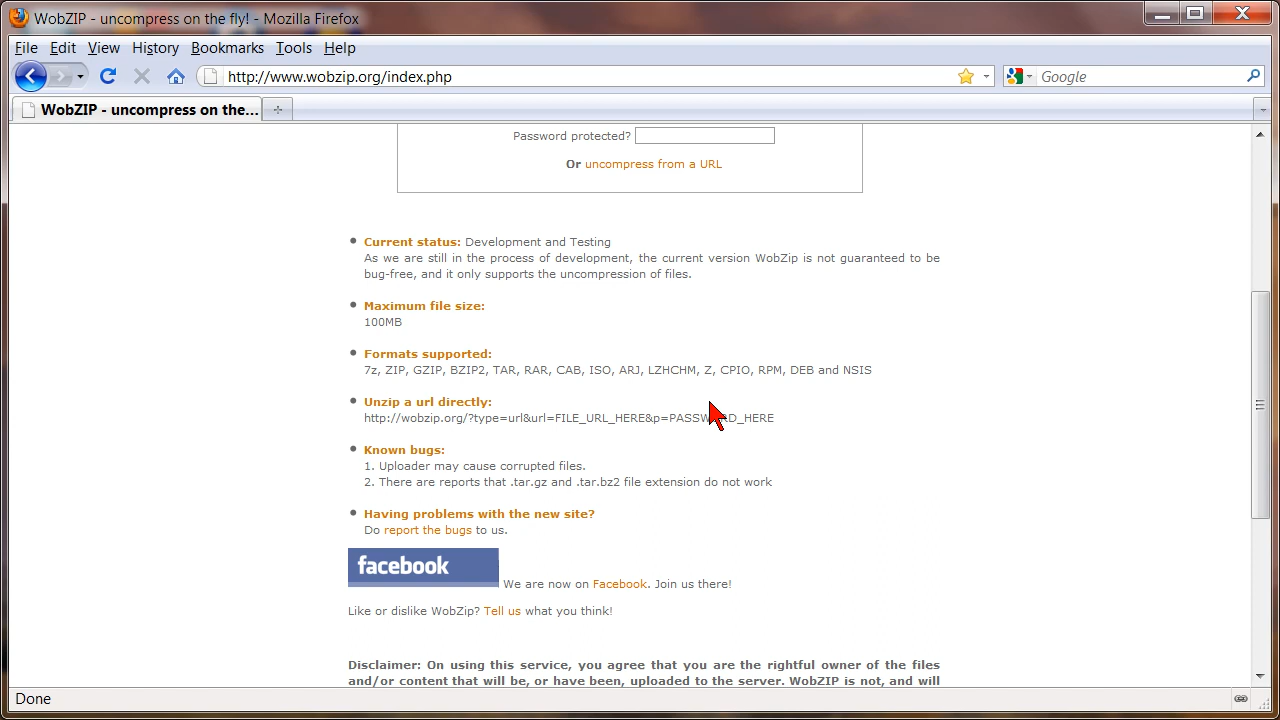 WobZIP - uncompress on the fly! - Mozilla Firefox
File Edit View History Bookmarks Tools Help
http://www.wobzip.org/index.php
Google
WobZIP - uncompress on the...
Password protected?
Or uncompress from a URL
Current status: Development and Testing
As we are still in the process of development, the current version WobZip is not guaranteed to be
bug-free, and it only supports the uncompression of files.
Maximum file size:
100MB
Formats supported:
7z, ZIP, GZIP, BZIP2, TAR, RAR, CAB, ISO, ARJ, LZHCHM, Z, CPIO, RPM, DEB and NSIS
Unzip a url directly:
http://wobzip.org/?type=url&url=FILE_URL_HERE&p=PASSWORD_HERE
Known bugs:
1. Uploader may cause corrupted files.
2. There are reports that .tar.gz and .tar.bz2 file extension do not work
Having problems with the new site?
Do report the bugs to us.
facebook
We are now on Facebook. Join us there!
Like or dislike WobZip? Tell us what you think!
Disclaimer: On using this service, you agree that you are the rightful owner of the files
and/or content that will be, or have been, uploaded to the server. WobZIP is not, and will
Done